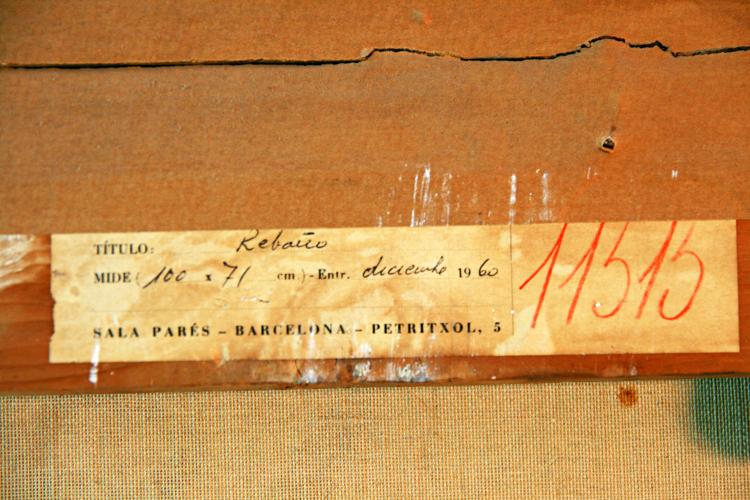 TÍTULO: Rebaño
MIDE (100 x 71 cm.) - Entr. diciembre 1960
11515
SALA PARÉS - BARCELONA - PETRITXOL, 5